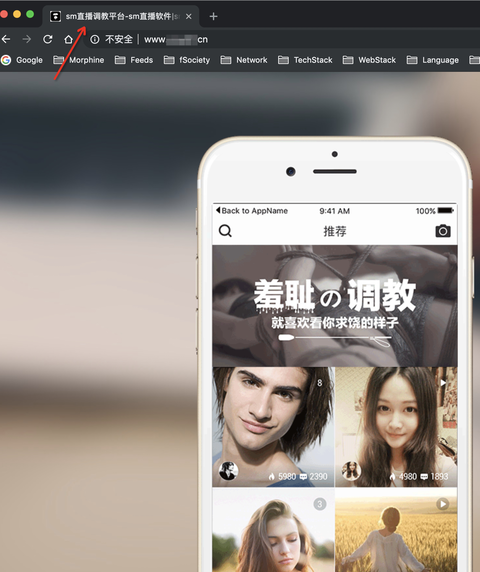 sm直播调教平台-sm直播软件|s
不安全 www. cn
Google Morphine Feeds fSociety Network TechStack WebStack Language
Back to AppName 9:41 AM 100%
推荐
羞耻の调教
就喜欢看你求饶的样子
8
5980 2390
4980 1893
3